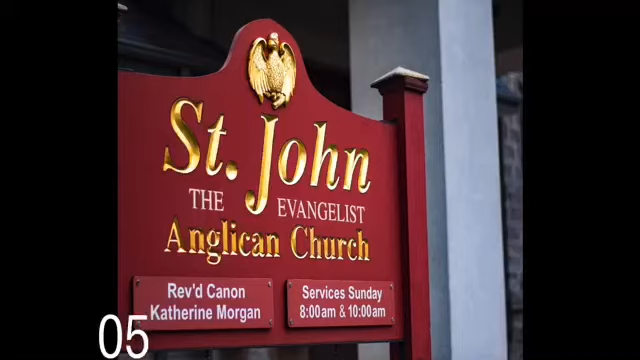 St. John
THE EVANGELIST
Anglican Church
Rev'd Canon
Katherine Morgan
Services Sunday
8:00am & 10:00am
05